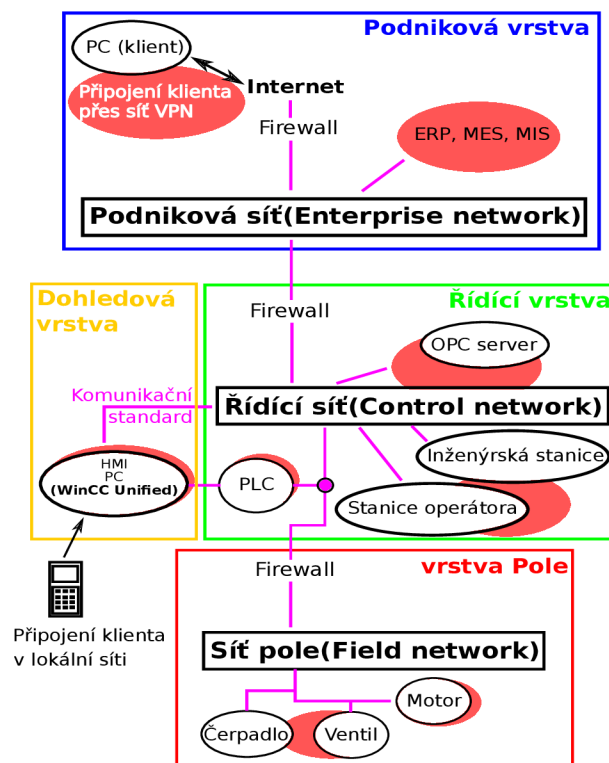 Podniková vrstva
PC (klient)
Připojení klienta
přes síť VPN
Internet
Firewall
ERP, MES, MIS
Podniková síť(Enterprise network)
Dohledová
vrstva
Firewall
Řídící vrstva
OPC server
Komunikační
standard
Řídící síť(Control network)
HMI
PC
(WinCC Unified)
PLC
Inženýrská stanice
Stanice operátora
Firewall
vrstva Pole
Připojení klienta
v lokální síti
Síť pole(Field network)
Motor
Čerpadlo
Ventil